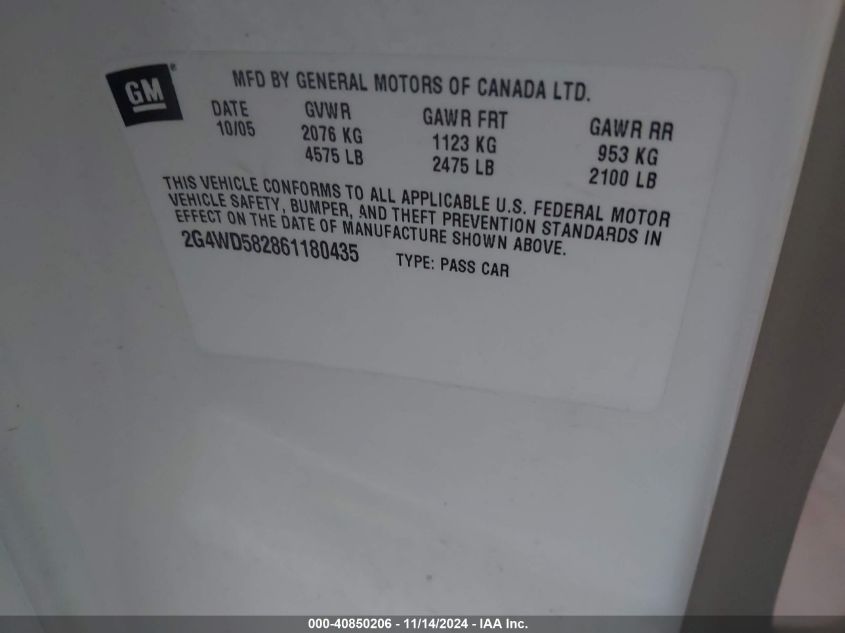 GM®
MFD BY GENERAL MOTORS OF CANADA LTD.
DATE GVWR GAWR FRT GAWR RR
10/05 2076 KG 1123 KG 953 KG
4575 LB 2475 LB 2100 LB
THIS VEHICLE CONFORMS TO ALL APPLICABLE U.S. FEDERAL MOTOR
VEHICLE SAFETY, BUMPER, AND THEFT PREVENTION STANDARDS IN
EFFECT ON THE DATE OF MANUFACTURE SHOWN ABOVE.
2G4WD582861180435 TYPE: PASS CAR
000-40850206 - 11/14/2024 - IAA Inc.